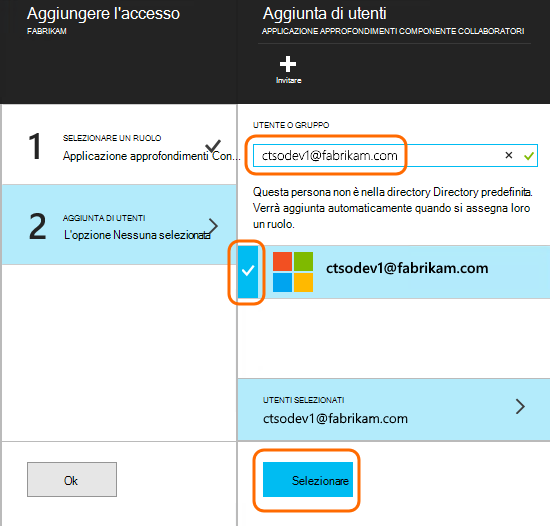 Aggiungere l'accesso
FABRIKAM
1
SELEZIONARE UN RUOLO
Applicazione approfondimenti Con...
2
AGGIUNTA DI UTENTI
L'opzione Nessuna selezionata
Ok
Aggiunta di utenti
APPLICAZIONE APPROFONDIMENTI COMPONENTE COLLABORATORI
Invitare
UTENTE O GRUPPO
ctsodev1@fabrikam.com
Questa persona non è nella directory Directory predefinita.
Verrà aggiunta automaticamente quando si assegna loro
un ruolo.
ctsodev1@fabrikam.com
UTENTI SELEZIONATI
ctsodev1@fabrikam.com
Selezionare